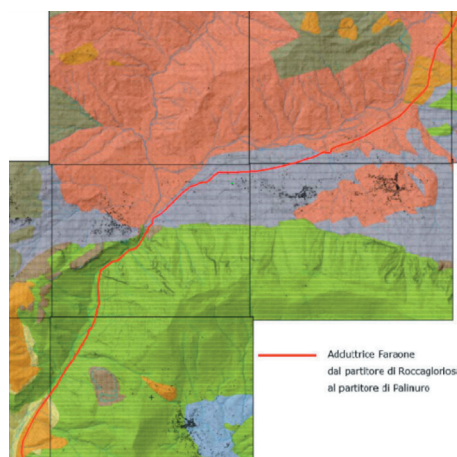 Adduttrice Faraone
dal partitore di Roccagloriosa
al partitore di Palinuro